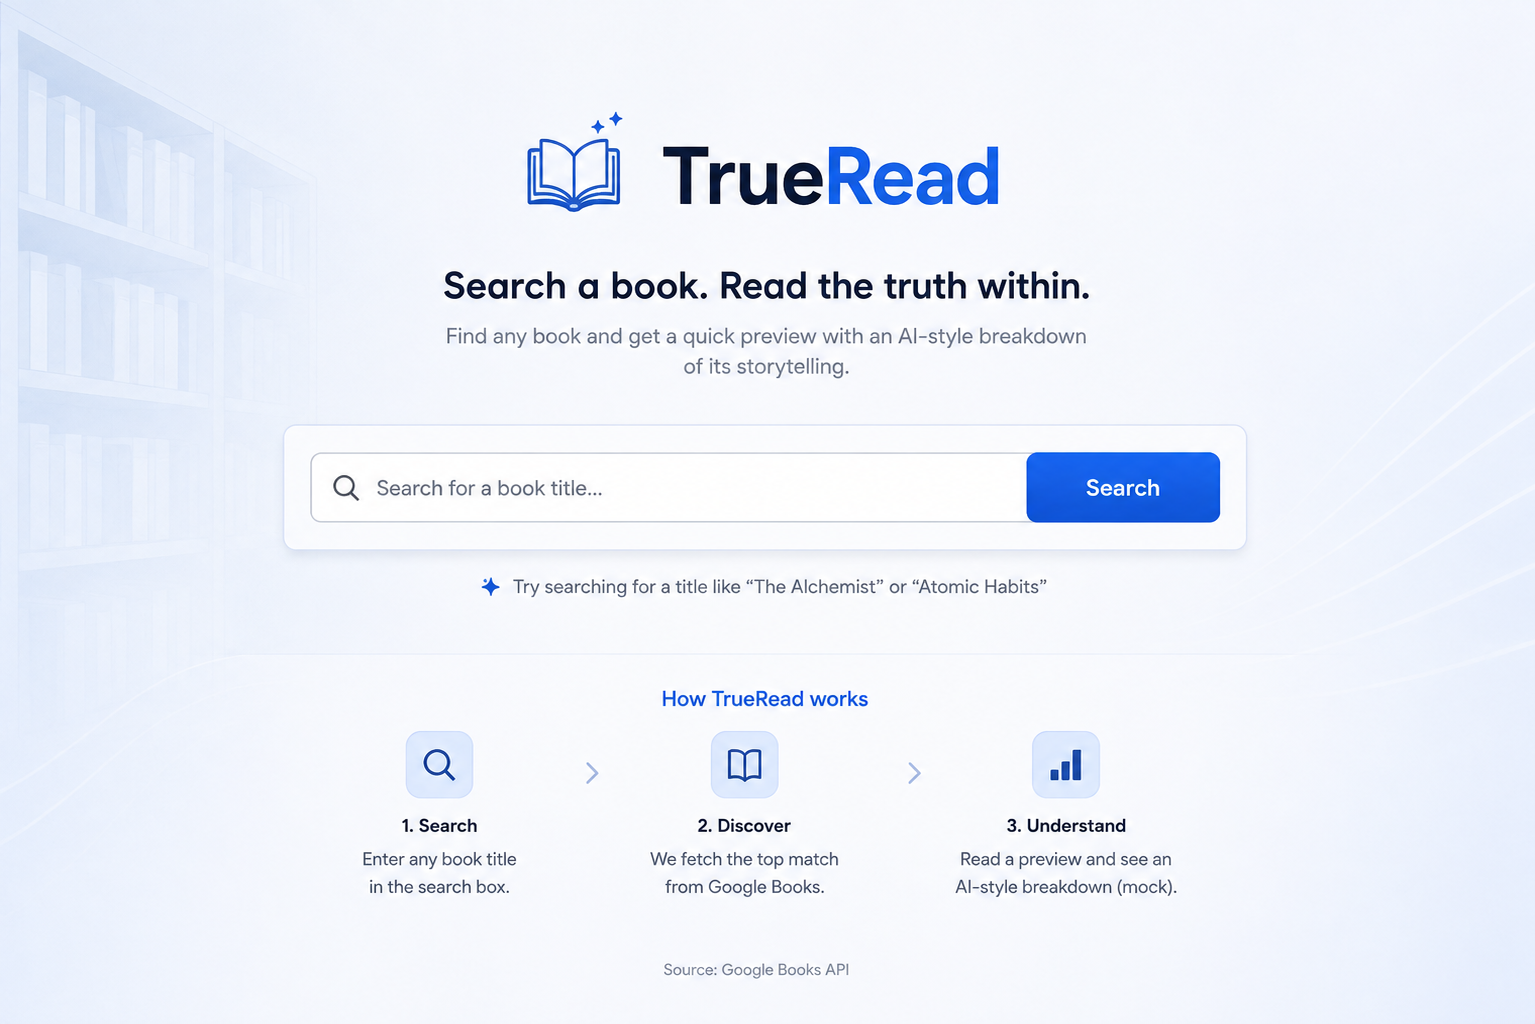 TrueRead
Search a book. Read the truth within.
Find any book and get a quick preview with an AI-style breakdown
of its storytelling.
Search for a book title...
Search
Try searching for a title like “The Alchemist” or “Atomic Habits”
How TrueRead works
1. Search
Enter any book title
in the search box.
2. Discover
We fetch the top match
from Google Books.
3. Understand
Read a preview and see an
AI-style breakdown (mock).
Source: Google Books API